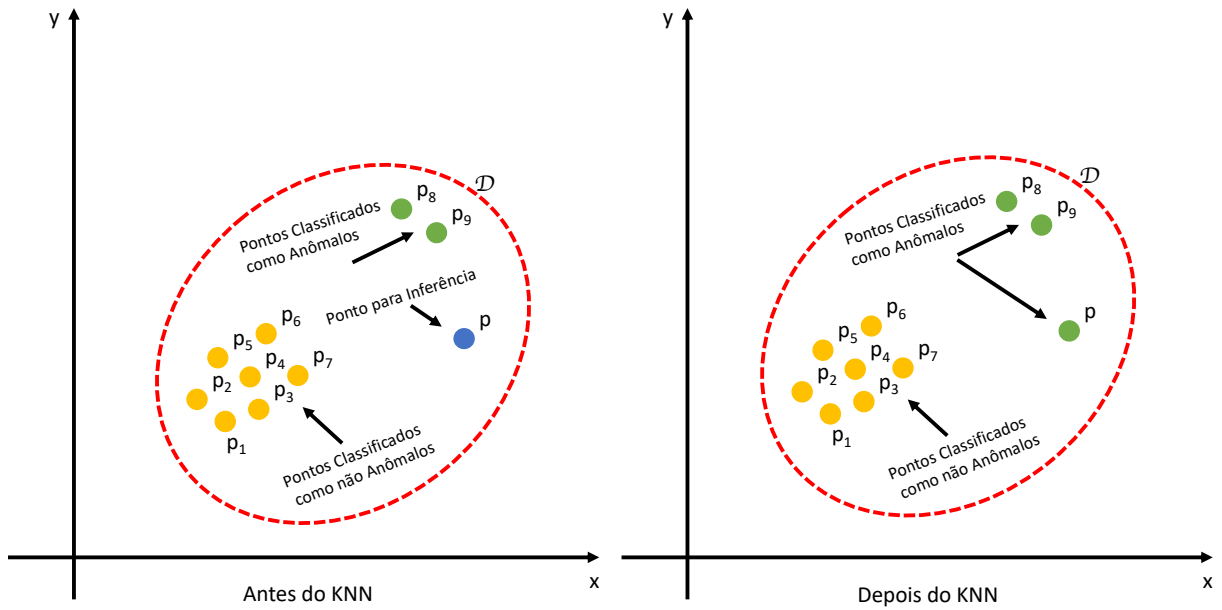 y
𝒟
p8
p9
Pontos Classificados
como Anômalos
Ponto para Inferência
p
p6
p5
p4
p7
p2
p3
p1
Pontos Classificados
como não Anômalos
x
Antes do KNN
y
𝒟
p8
p9
Pontos Classificados
como Anômalos
p
p6
p5
p4
p7
p2
p3
p1
Pontos Classificados
como não Anômalos
x
Depois do KNN